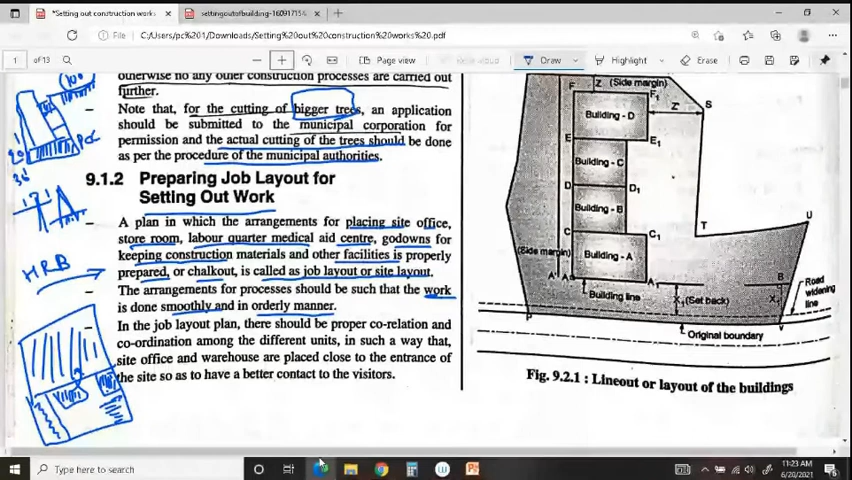 *Setting out construction works
settingoutofbuilding-16091715
File
C:/Users/pc%201/Downloads/Setting%20out%20construction%20works%20.pdf
1 of 13
Page view
Draw
Highlight
Erase
otherwise no any other construction processes are carried out
further.
- Note that, for the cutting of bigger trees, an application
should be submitted to the municipal corporation for
permission and the actual cutting of the trees should be done
as per the procedure of the municipal authorities.
9.1.2 Preparing Job Layout for
Setting Out Work
- A plan in which the arrangements for placing site office,
store room, labour quarter medical aid centre, godowns for
keeping construction materials and other facilities is properly
prepared, or chalkout, is called as job layout or site layout.
- The arrangements for processes should be such that the work
is done smoothly and in orderly manner.
- In the job layout plan, there should be proper co-relation and
co-ordination among the different units, in such a way that,
site office and warehouse are placed close to the entrance of
the site so as to have a better contact to the visitors.
PCC
HRB
F
Z
(Side margin)
F1
Z'
S
Building - D
E
E1
Building - C
D
D1
Building - B
C
C1
T
U
(Side margin)
Building - A
A'
A
A1
B
Building line
X1 (Set back)
X
Road
widening
line
P
V
Original boundary
Fig. 9.2.1 : Lineout or layout of the buildings
Type here to search
11:23 AM
6/20/2021